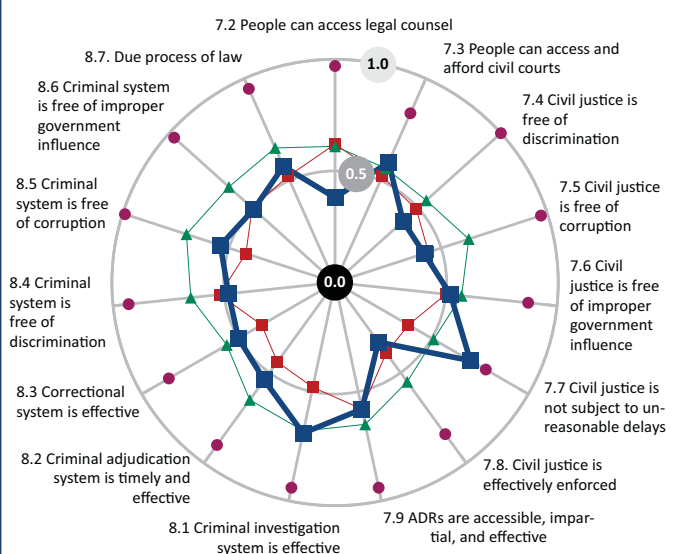 7.2 People can access legal counsel
7.3 People can access and
afford civil courts
7.4 Civil justice is
free of
discrimination
7.5 Civil justice
is free of
corruption
7.6 Civil
justice is free
of improper
government
influence
7.7 Civil justice is
not subject to un-
reasonable delays
7.8. Civil justice is
effectively enforced
7.9 ADRs are accessible, impar-
tial, and effective
8.1 Criminal investigation
system is effective
8.2 Criminal adjudication
system is timely and
effective
8.3 Correctional
system is effective
8.4 Criminal
system is
free of
discrimination
8.5 Criminal
system is free
of corruption
8.6 Criminal system
is free of improper
government
influence
8.7. Due process of law
1.0
0.5
0.0